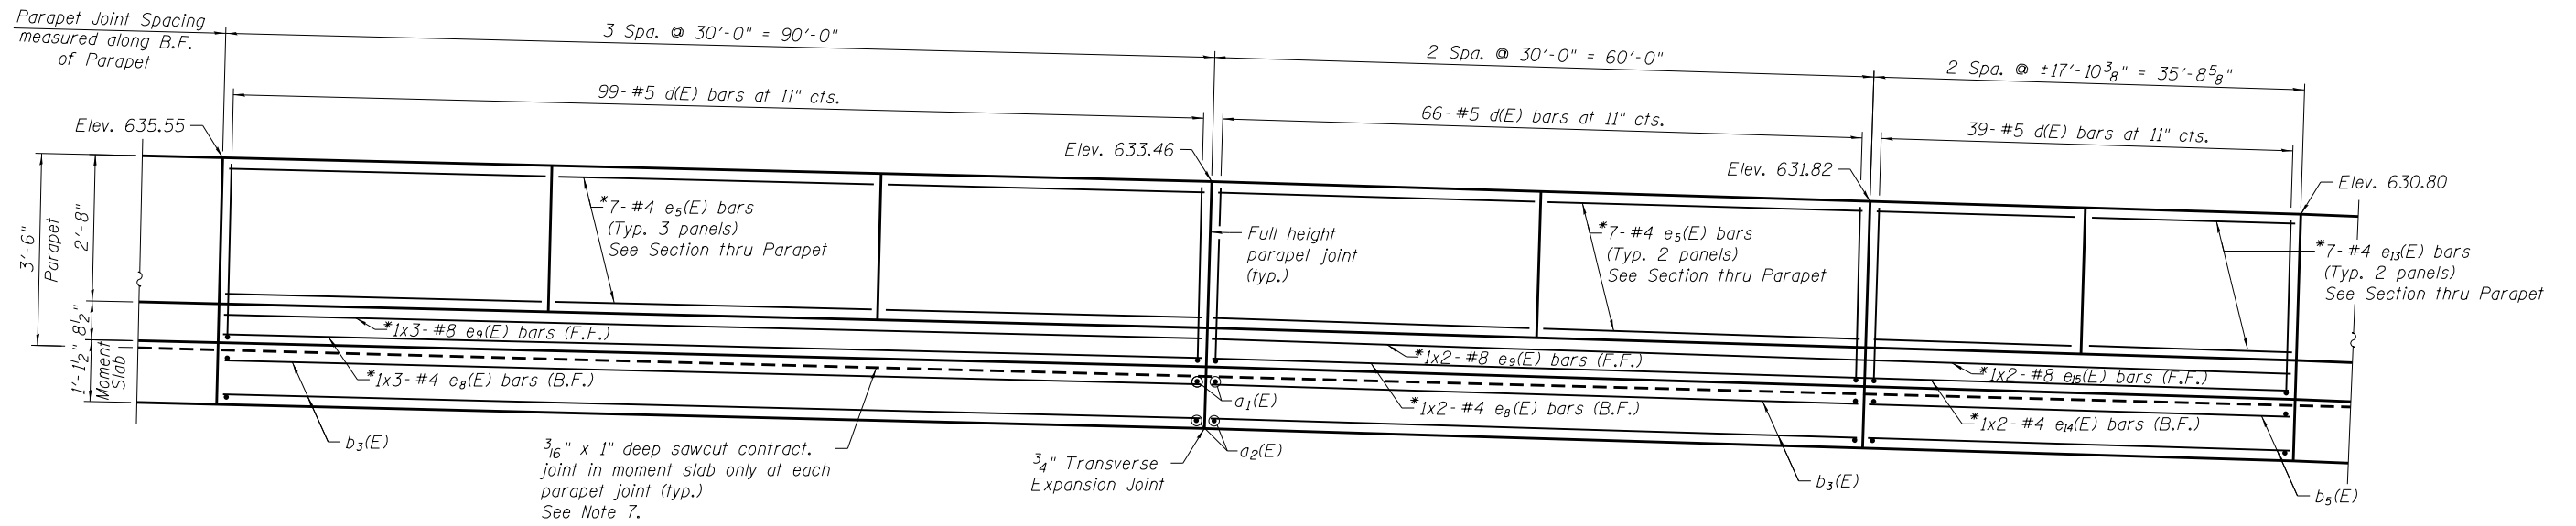 Parapet Joint Spacing
measured along B.F.
of Parapet
3 Spa. @ 30'-0" = 90'-0"
2 Spa. @ 30'-0" = 60'-0"
2 Spa. @ ±17'-10 3/8" = 35'-8 5/8"
99-#5 d(E) bars at 11" cts.
66-#5 d(E) bars at 11" cts.
39-#5 d(E) bars at 11" cts.
Elev. 635.55
Elev. 633.46
Elev. 631.82
Elev. 630.80
3'-6"
Parapet
2'-8"
8½"
1'-1½"
Moment
Slab
*7-#4 e5(E) bars
(Typ. 3 panels)
See Section thru Parapet
Full height
parapet joint
(typ.)
*7-#4 e5(E) bars
(Typ. 2 panels)
See Section thru Parapet
*7-#4 e13(E) bars
(Typ. 2 panels)
See Section thru Parapet
*1x3-#8 e9(E) bars (F.F.)
*1x2-#8 e9(E) bars (F.F.)
*1x2-#8 e15(E) bars (F.F.)
*1x3-#4 e8(E) bars (B.F.)
a1(E)
*1x2-#4 e8(E) bars (B.F.)
*1x2-#4 e14(E) bars (B.F.)
b3(E)
3/16" x 1" deep sawcut contract.
joint in moment slab only at each
parapet joint (typ.)
See Note 7.
a2(E)
¾" Transverse
Expansion Joint
b3(E)
b5(E)